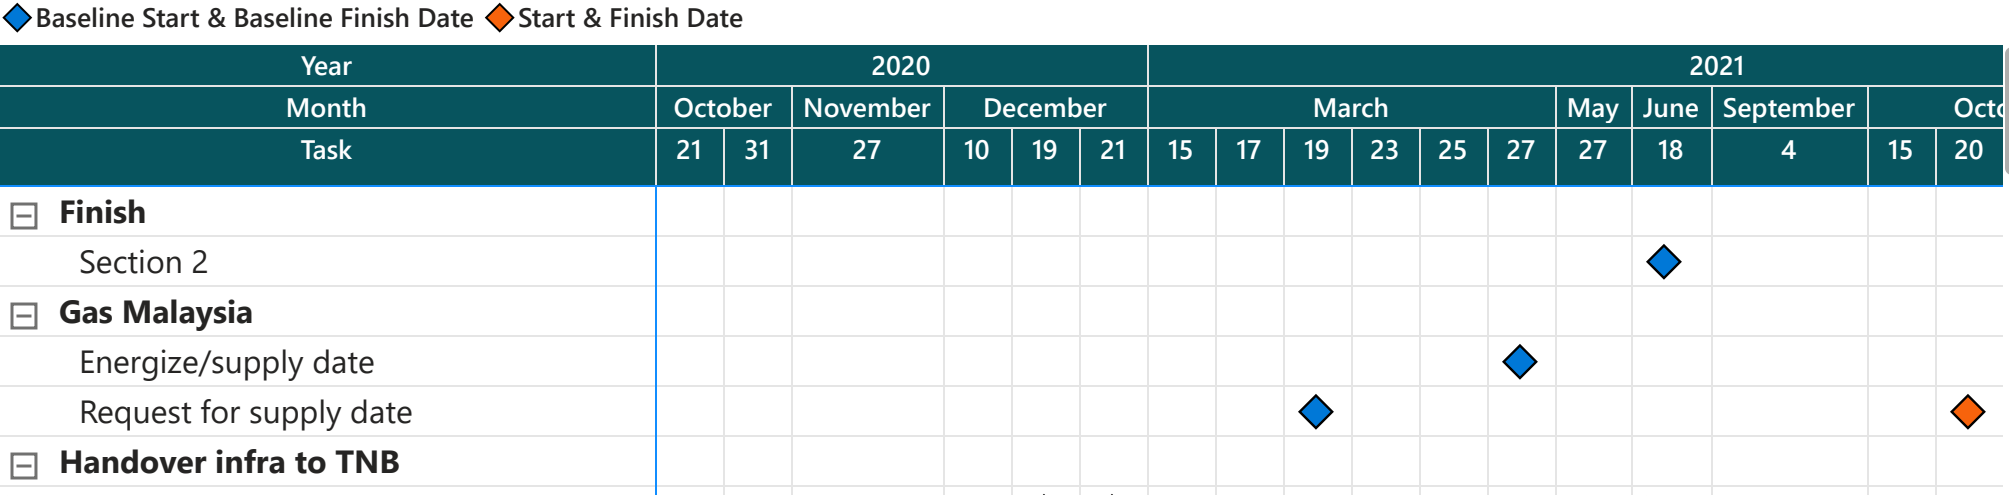 Baseline Start & Baseline Finish Date Start & Finish Date
Year 2020 2021
Month October November December March May June September Octo
Task 21 31 27 10 19 21 15 17 19 23 25 27 27 18 4 15 20
Finish
Section 2
Gas Malaysia
Energize/supply date
Request for supply date
Handover infra to TNB